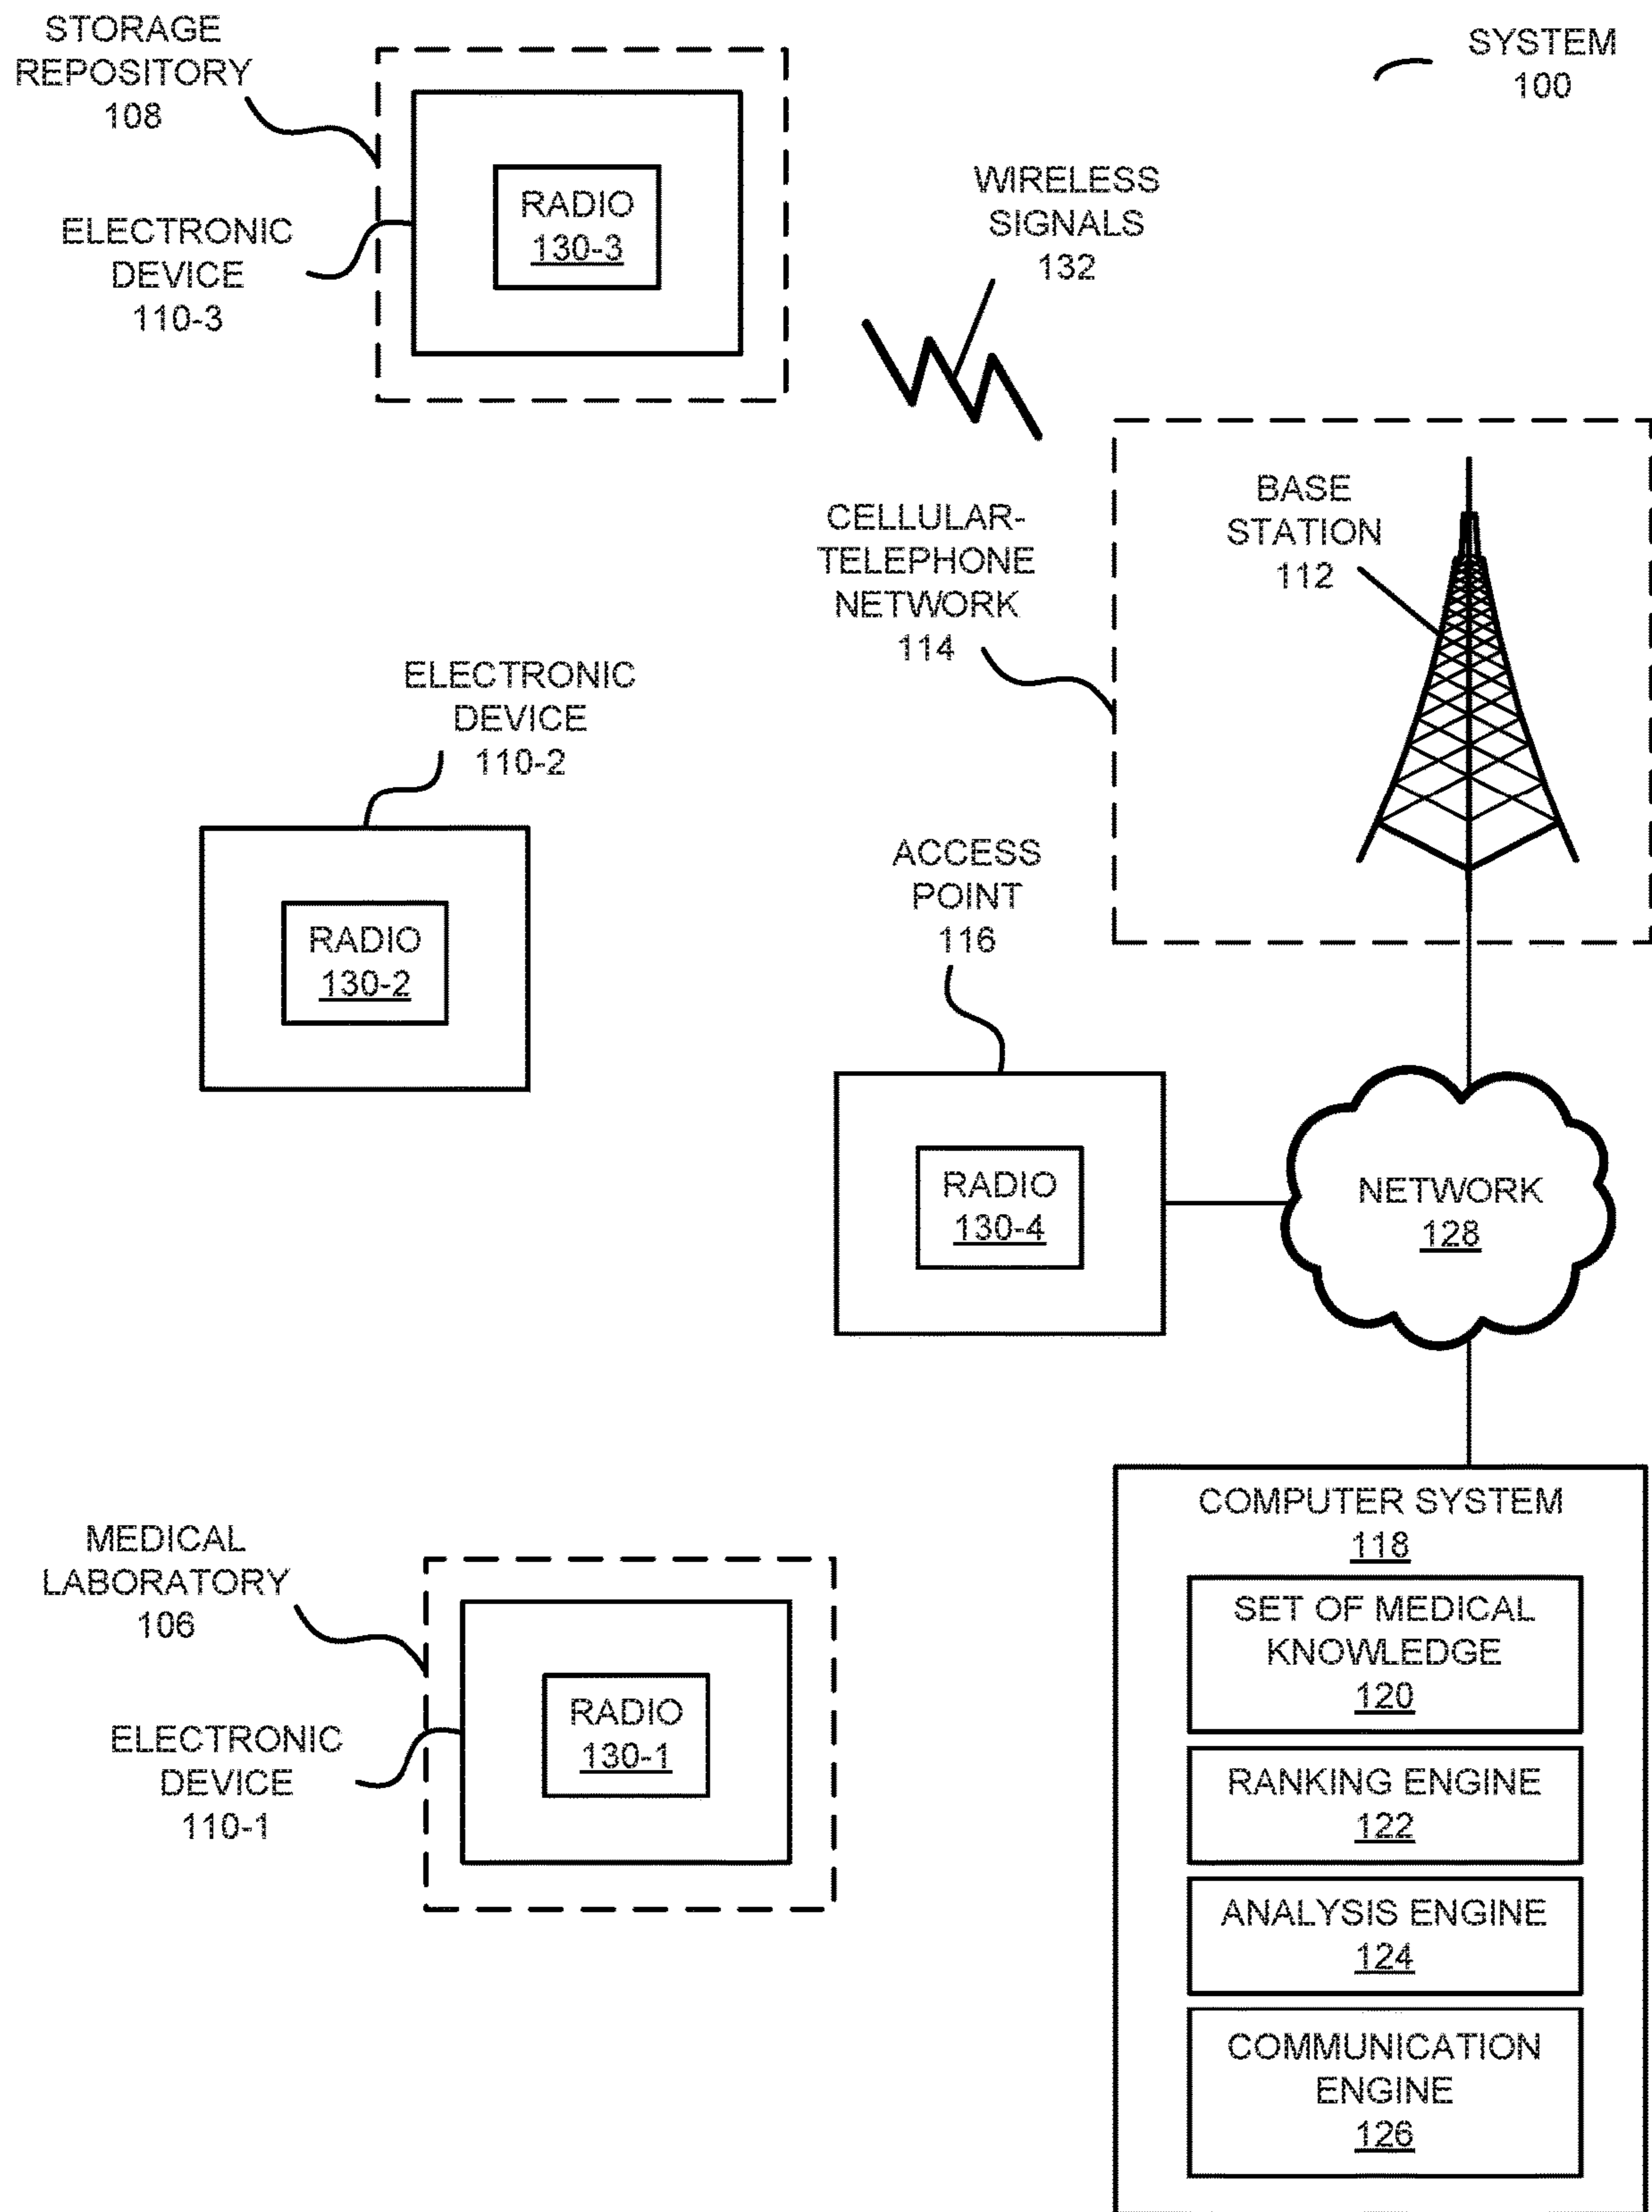 STORAGE
REPOSITORY
108
SYSTEM
100
WIRELESS
SIGNALS
132
RADIO
130-3
ELECTRONIC
DEVICE
110-3
BASE
STATION
112
CELLULAR-
TELEPHONE
NETWORK
114
ELECTRONIC
DEVICE
110-2
ACCESS
POINT
116
RADIO
130-2
RADIO
130-4
NETWORK
128
COMPUTER SYSTEM
118
MEDICAL
LABORATORY
106
SET OF MEDICAL
KNOWLEDGE
120
RADIO
130-1
ELECTRONIC
DEVICE
110-1
RANKING ENGINE
122
ANALYSIS ENGINE
124
COMMUNICATION
ENGINE
126